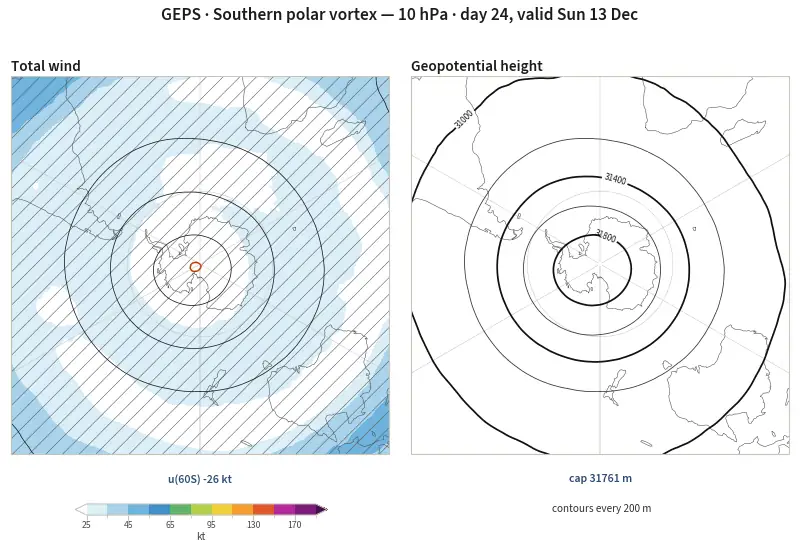 GEPS · Southern polar vortex — 10 hPa · day 24, valid Sun 13 Dec
Total wind
Geopotential height
31000
31400
31800
u(60S) -26 kt
cap 31761 m
contours every 200 m
25 45 65 95 130 170
kt